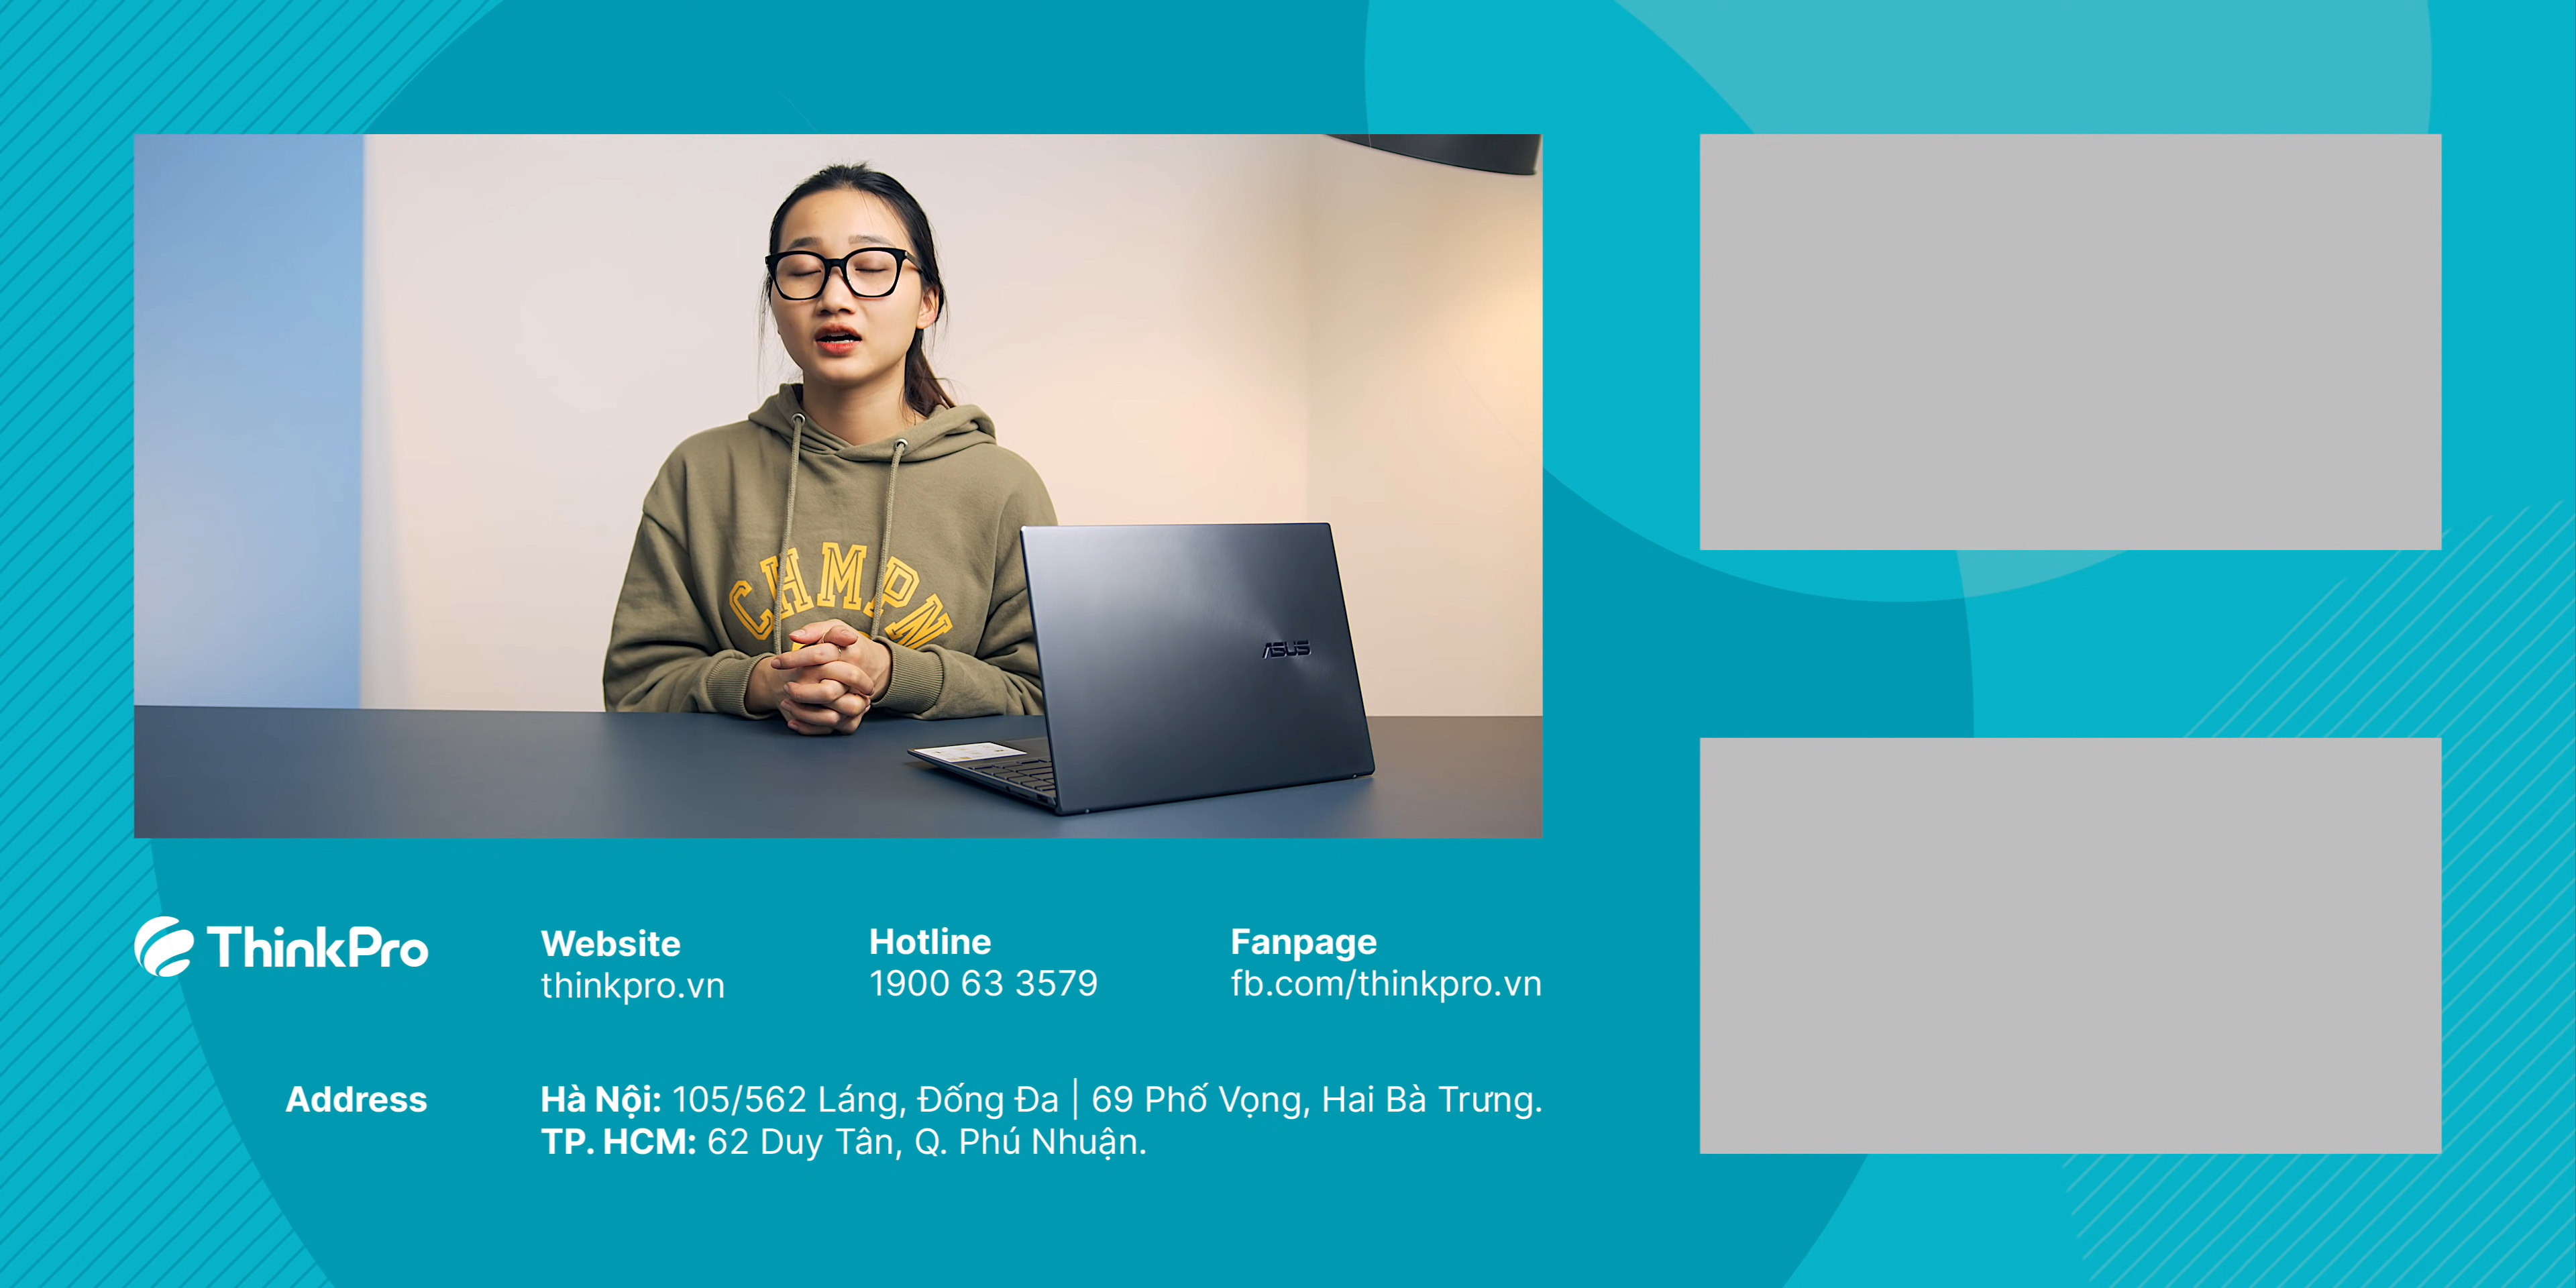 CHMPN
ASUS
ThinkPro
Website
thinkpro.vn
Hotline
1900 63 3579
Fanpage
fb.com/thinkpro.vn
Address
Hà Nội: 105/562 Láng, Đống Đa | 69 Phố Vọng, Hai Bà Trưng.
TP. HCM: 62 Duy Tân, Q. Phú Nhuận.